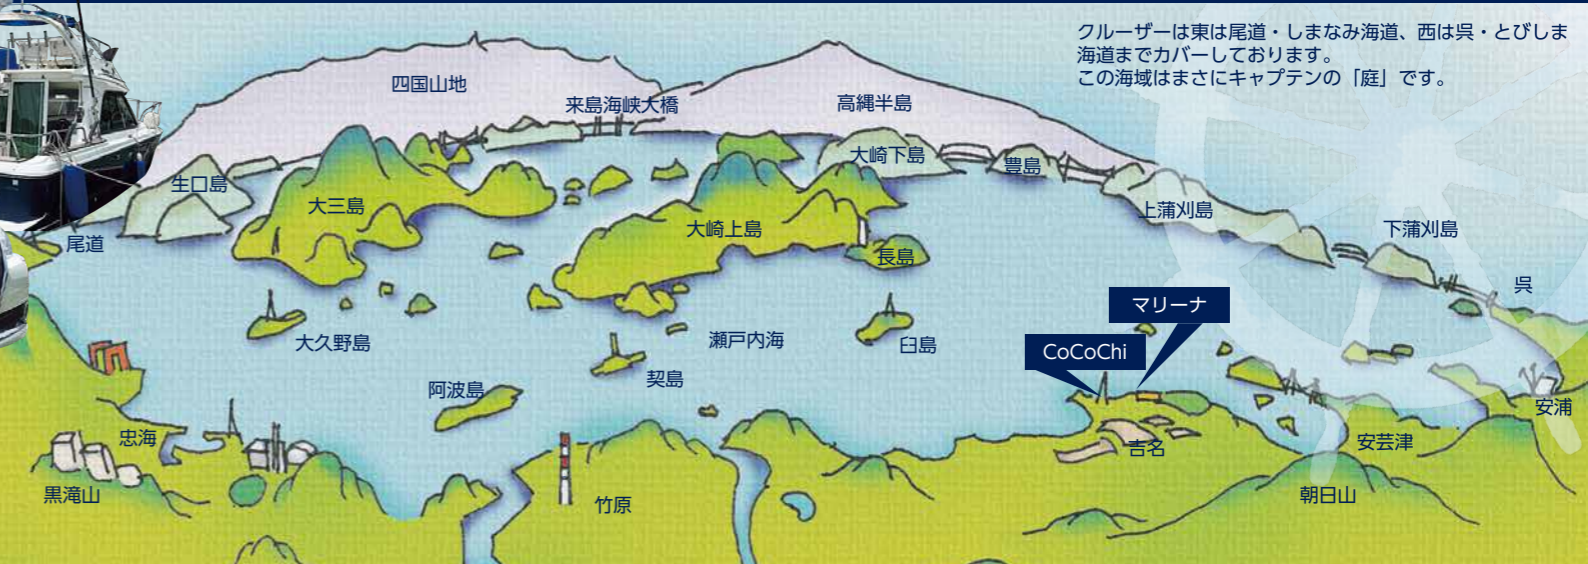 クルーザーは東は尾道・しまなみ海道、西は呉・とびしま
海道までカバーしております。
この海域はまさにキャプテンの「庭」です。
四国山地
来島海峡大橋
高縄半島
大崎下島
豊島
生口島
大三島
上蒲刈島
大崎上島
下蒲刈島
尾道
長島
呉
マリーナ
大久野島
瀬戸内海
臼島
CoCoChi
契島
阿波島
安浦
忠海
安芸津
吉名
黒滝山
朝日山
竹原